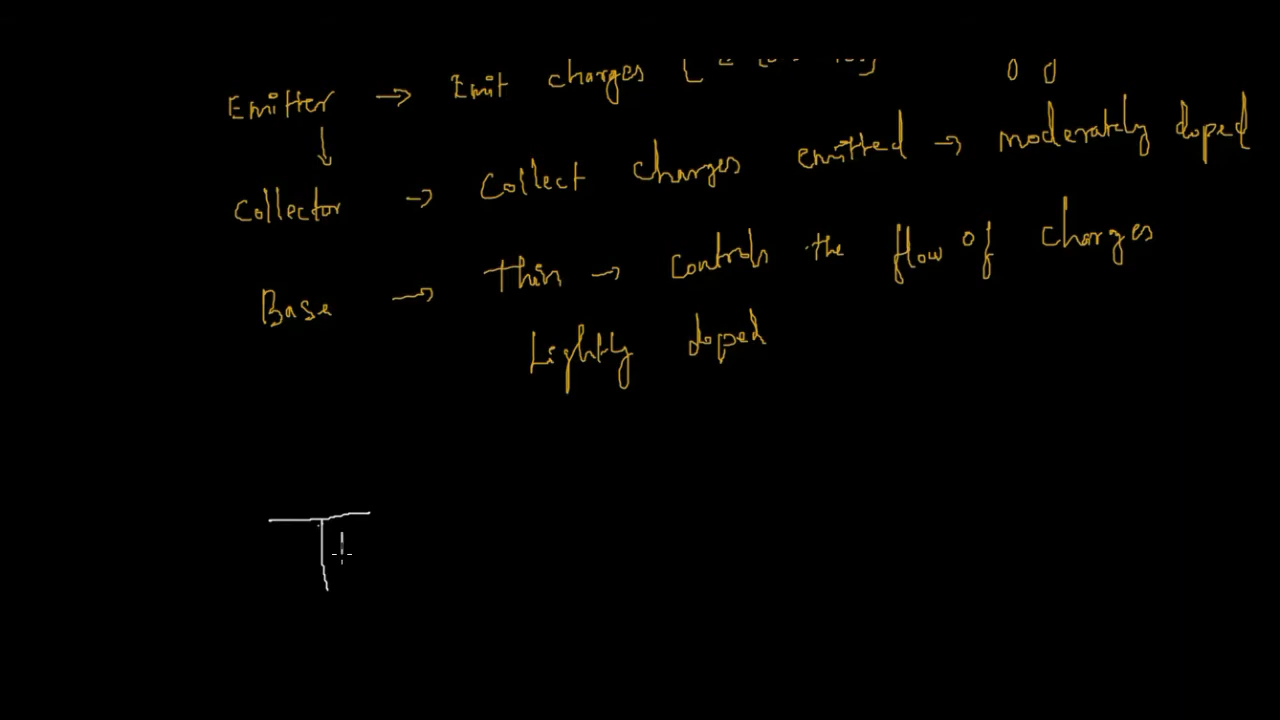 Emitter → Emit charges
Collector → Collect charges emitted → moderately doped
Base → Thin → controls the flow of charges
Lightly doped